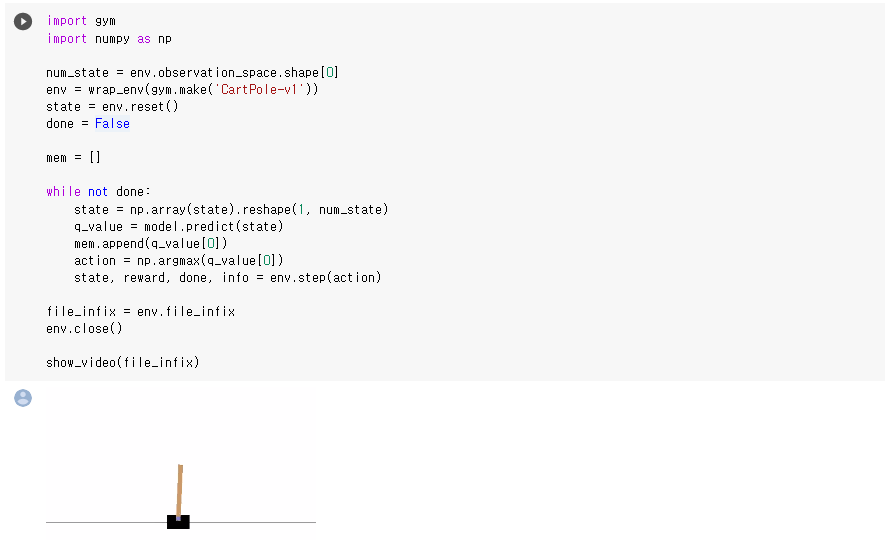 import gym
import numpy as np
num_state = env.observation_space.shape[0]
env = wrap_env(gym.make('CartPole-v1'))
state = env.reset()
done = False
mem = []
while not done:
    state = np.array(state).reshape(1, num_state)
    q_value = model.predict(state)
    mem.append(q_value[0])
    action = np.argmax(q_value[0])
    state, reward, done, info = env.step(action)
file_infix = env.file_infix
env.close()
show_video(file_infix)